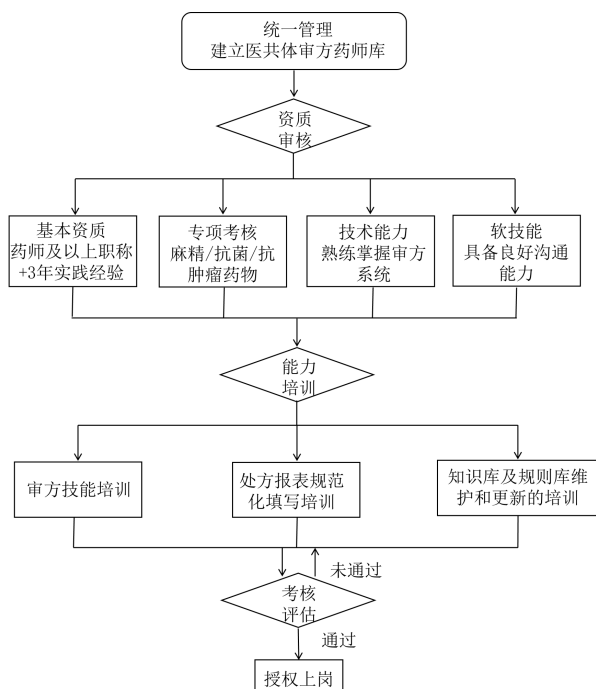 统一管理
建立医共体审方药师库
资质
审核
基本资质
药师及以上职称
+3年实践经验
专项考核
麻精/抗菌/抗
肿瘤药物
技术能力
熟练掌握审方
系统
软技能
具备良好沟通
能力
能力
培训
审方技能培训
处方报表规范
化填写培训
知识库及规则库维
护和更新的培训
未通过
考核
评估
通过
授权上岗